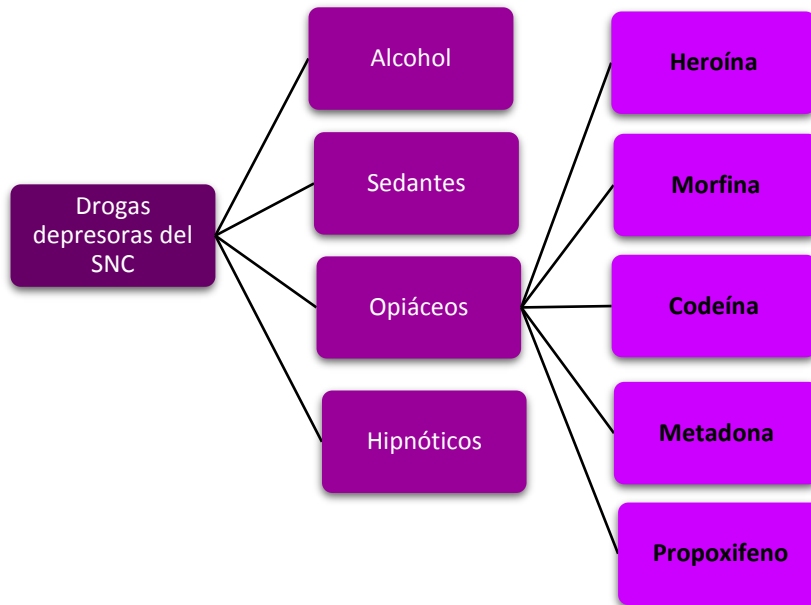 Drogas
depresoras del
SNC
Alcohol
Sedantes
Opiáceos
Hipnóticos
Heroína
Morfina
Codeína
Metadona
Propoxifeno